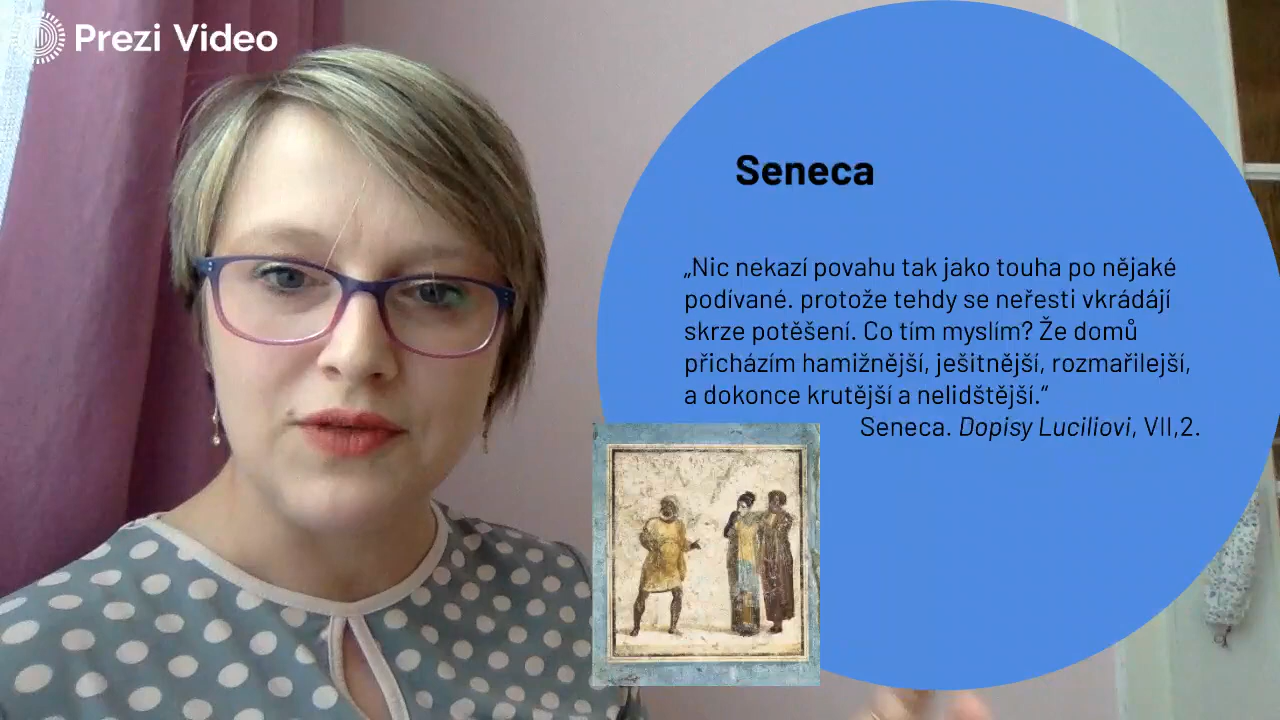 Prezi Video
Seneca
„Nic nekazí povahu tak jako touha po nějaké
podívané. protože tehdy se neřesti vkrádájí
skrze potěšení. Co tím myslím? Že domů
přicházím hamižnější, ješitnější, rozmařilejší,
a dokonce krutější a nelidštější.“
Seneca. Dopisy Luciliovi, VII,2.